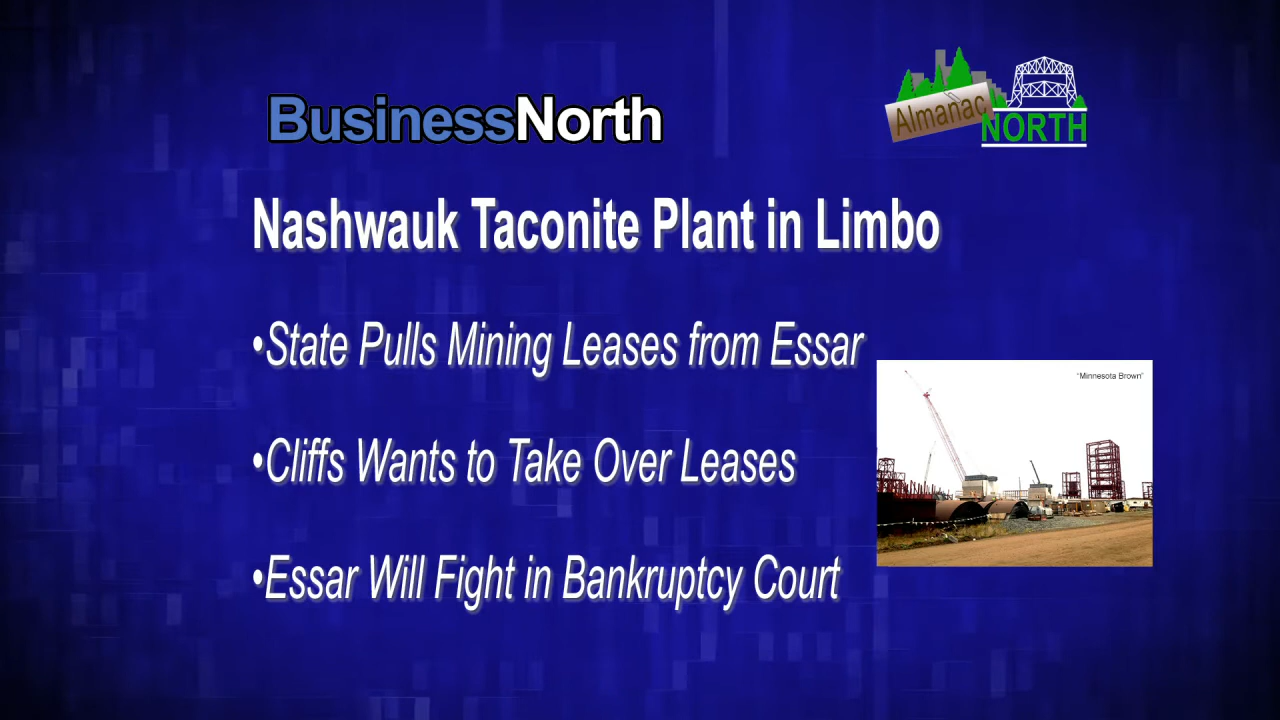 BusinessNorth
Almanac
NORTH
Nashwauk Taconite Plant in Limbo
•State Pulls Mining Leases from Essar
"Minnesota Brown"
•Cliffs Wants to Take Over Leases
•Essar Will Fight in Bankruptcy Court